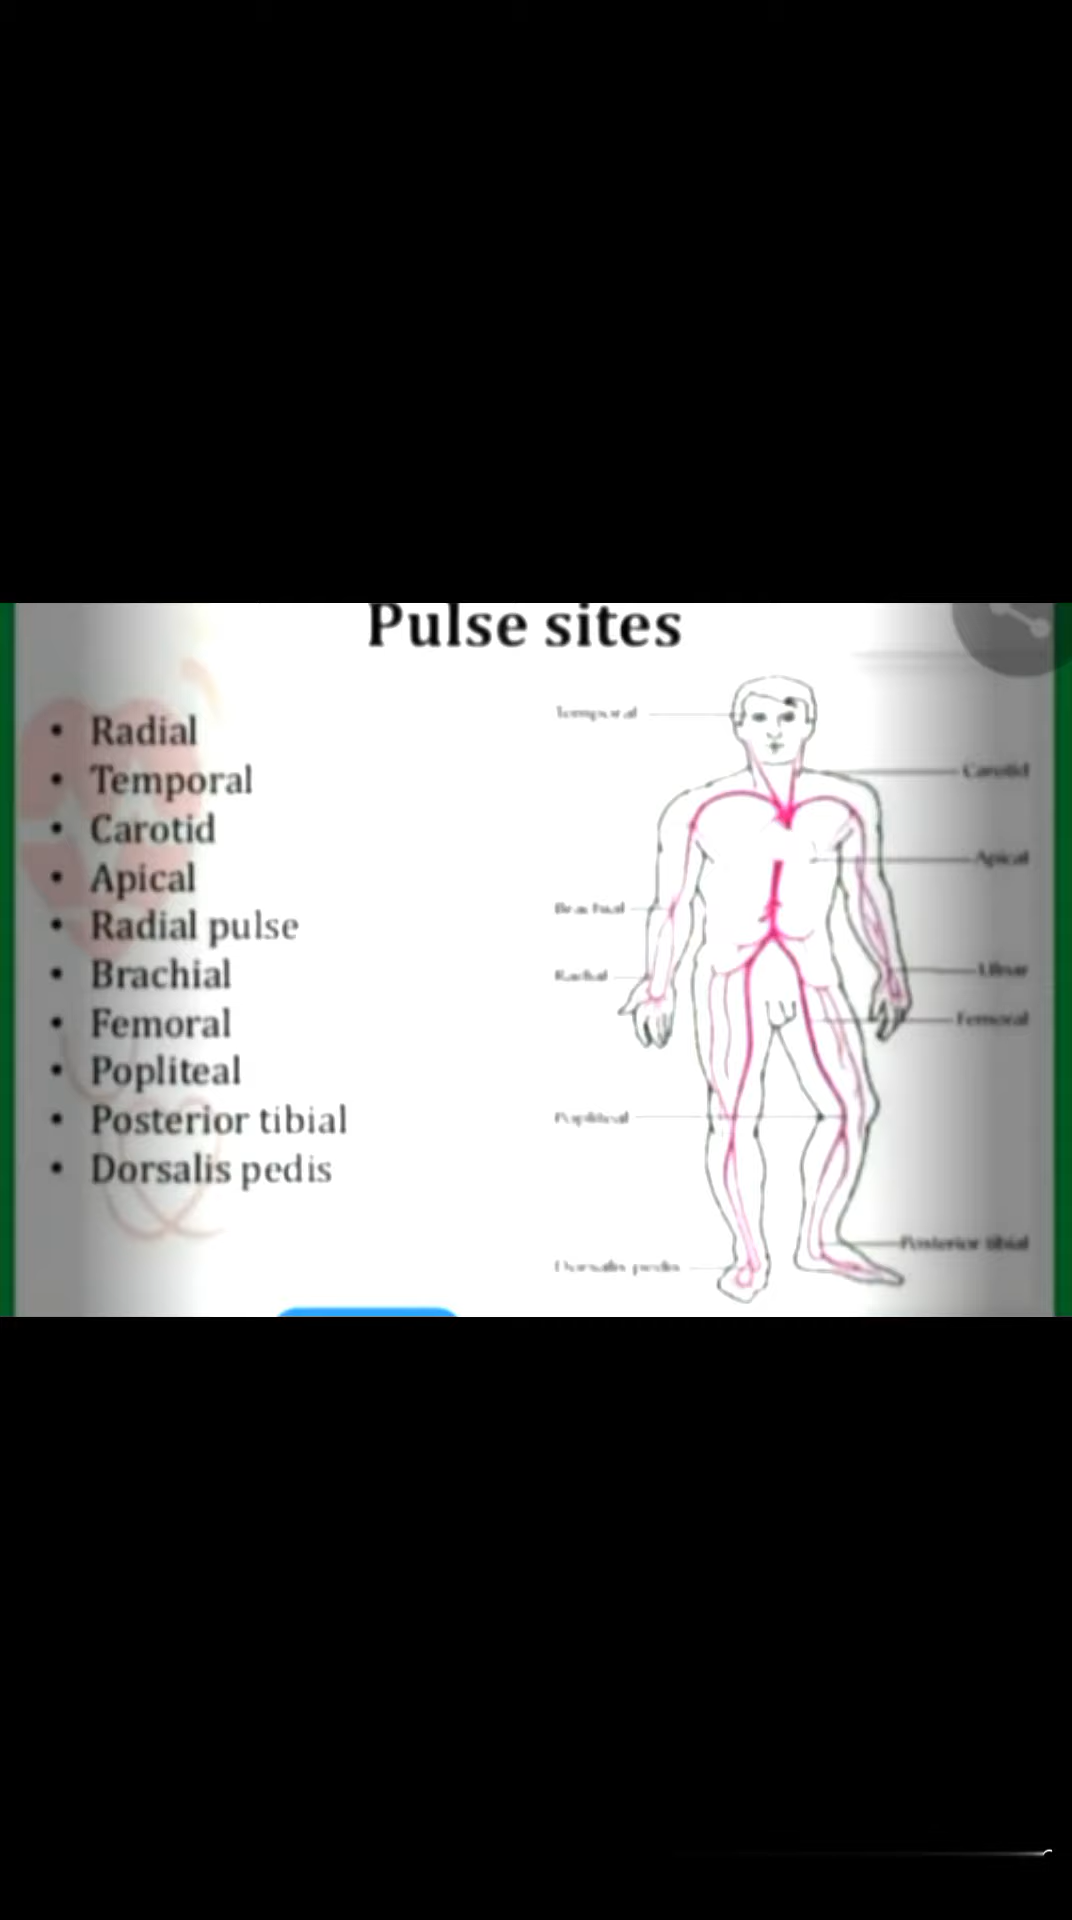 Pulse sites
• Radial
• Temporal
• Carotid
• Apical
• Radial pulse
• Brachial
• Femoral
• Popliteal
• Posterior tibial
• Dorsalis pedis
Temporal
Carotid
Apical
Brachial
Radial
Ulnar
Femoral
Popliteal
Posterior tibial
Dorsalis pedis